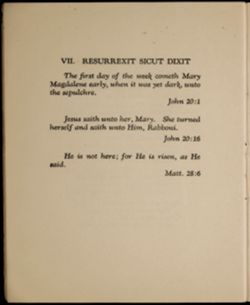 VII. RESURREXIT SICUT DIXIT
The first day of the week cometh Mary
Magdalene early, when it was yet dark, unto
the sepulchre.
John 20:1
Jesus saith unto her, Mary. She turned
herself and saith unto Him, Rabboni.
John 20:16
He is not here; for He is risen, as He
said.
Matt. 28:6